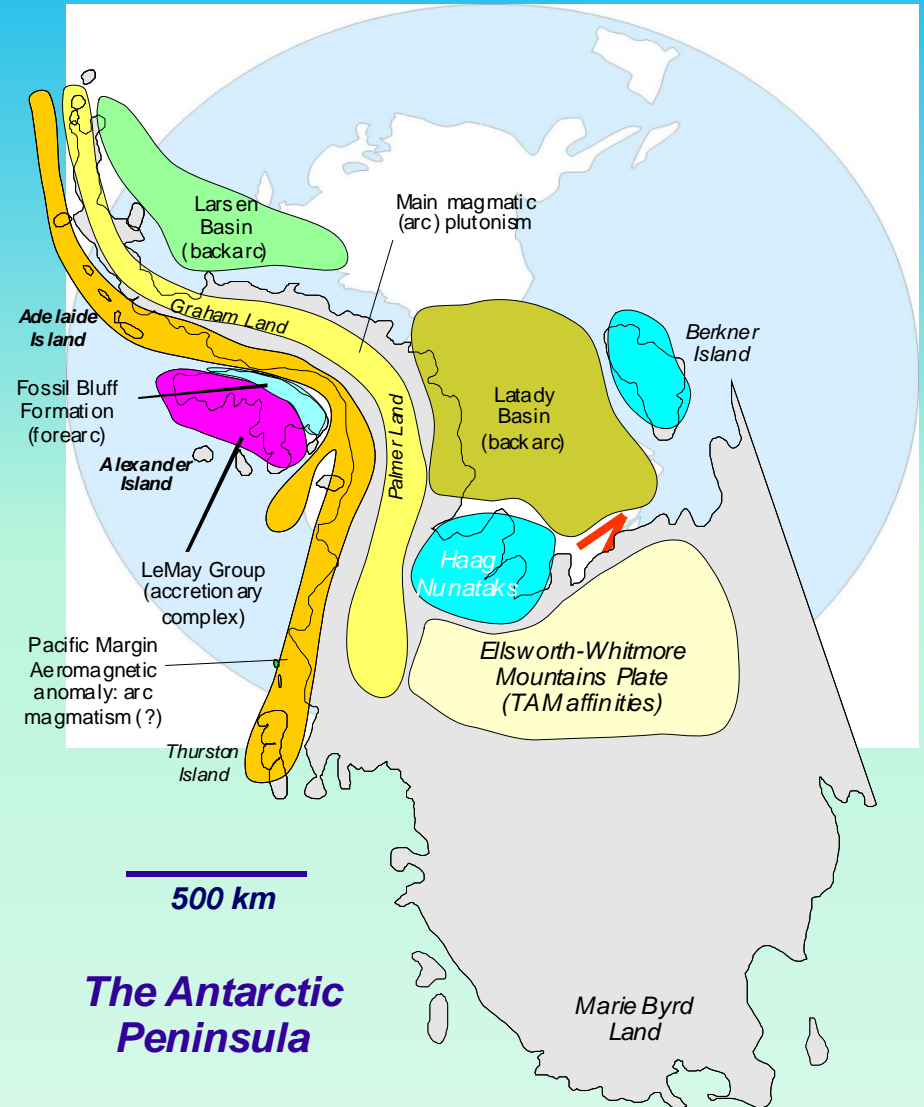 Main magmatic
(arc) plutonism
Larsen
Basin
(backarc)
Graham Land
Adelaide
Island
Berkner
Island
Fossil Bluff
Formation
(forearc)
Latady
Basin
(backarc)
Palmer Land
Alexander
Island
LeMay Group
(accretionary
complex)
Haag
Nunataks
Pacific Margin
Aeromagnetic
anomaly: arc
magmatism (?)
Ellsworth-Whitmore
Mountains Plate
(TAM affinities)
Thurston
Island
500 km
The Antarctic
Peninsula
Marie Byrd
Land